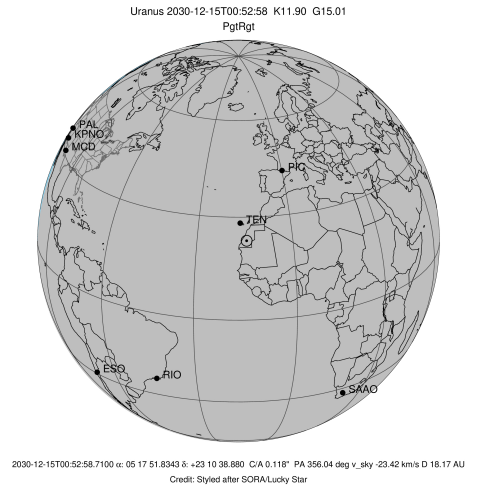 Uranus 2030-12-15T00:52:58 K11.90 G15.01
PgtRgt
PAL
KPNO
MCD
PIC
TEN
ESO
RIO
SAAO
2030-12-15T00:52:58.7100 α: 05 17 51.8343 δ: +23 10 38.880 C/A 0.118" PA 356.04 deg v_sky -23.42 km/s D 18.17 AU
Credit: Styled after SORA/Lucky Star